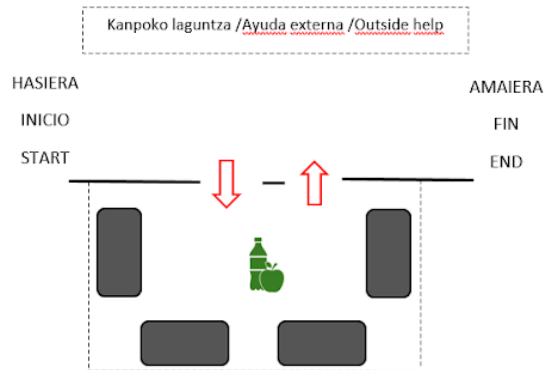 Kanpoko laguntza /Ayuda externa /Outside help
HASIERA
INICIO
START
AMAIERA
FIN
END